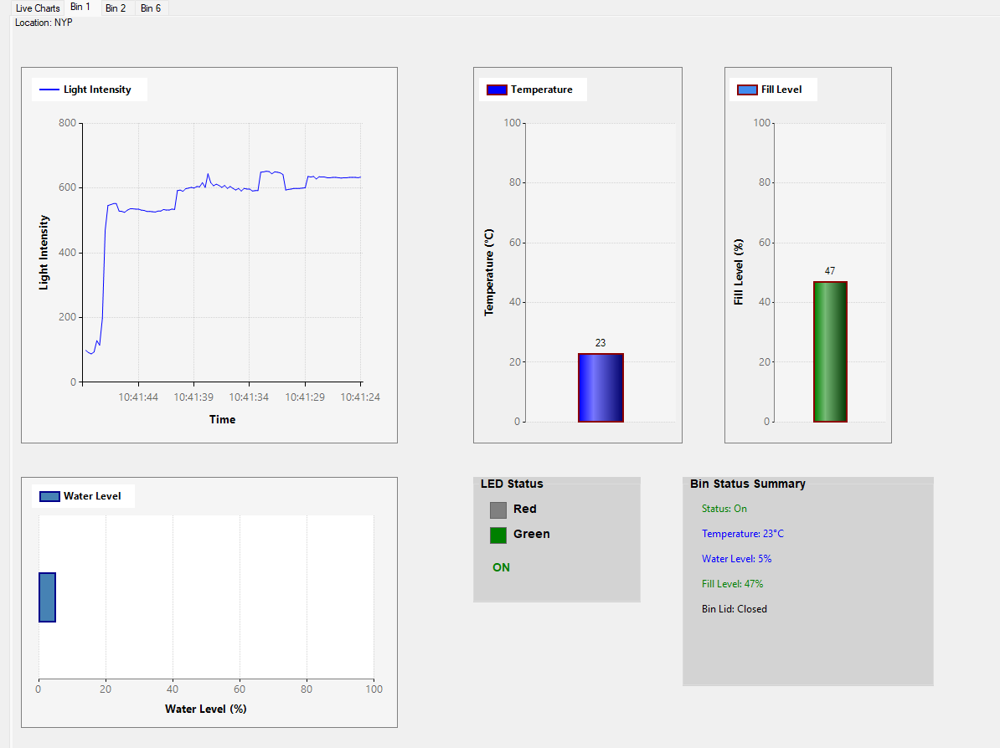 Live Charts Bin 1 Bin 2 Bin 6
Location: NYP
Light Intensity
800
600
400
200
0
Light Intensity
10:41:44 10:41:39 10:41:34 10:41:29 10:41:24
Time
Temperature
100
80
60
40
20
0
Temperature (°C)
23
Fill Level
100
80
60
40
20
0
Fill Level (%)
47
Water Level
0 20 40 60 80 100
Water Level (%)
LED Status
Red
Green
ON
Bin Status Summary
Status: On
Temperature: 23°C
Water Level: 5%
Fill Level: 47%
Bin Lid: Closed